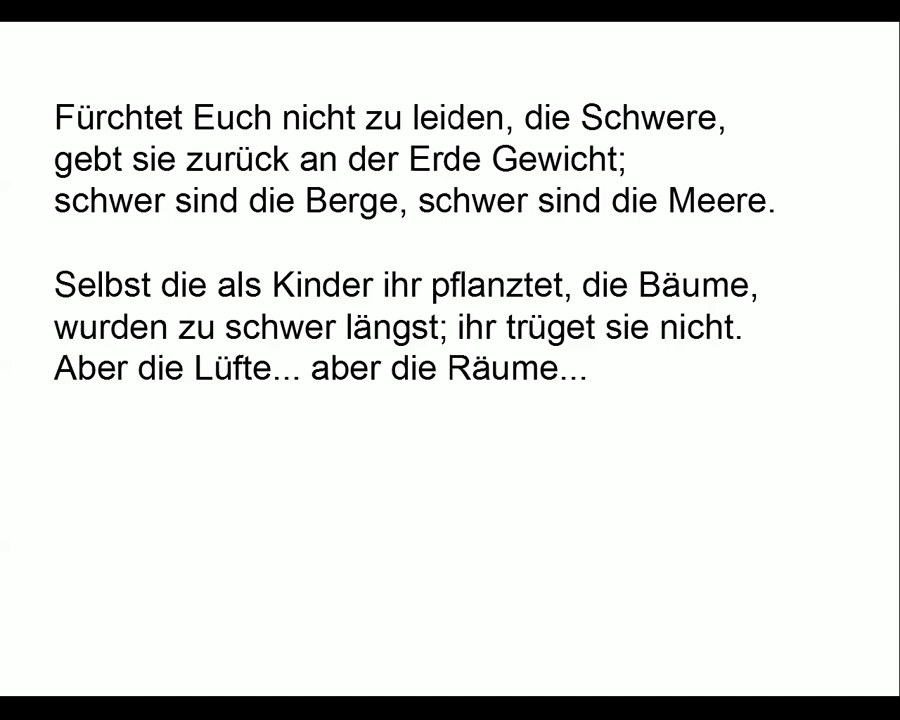 Fürchtet Euch nicht zu leiden, die Schwere,
gebt sie zurück an der Erde Gewicht;
schwer sind die Berge, schwer sind die Meere.
Selbst die als Kinder ihr pflanztet, die Bäume,
wurden zu schwer längst; ihr trüget sie nicht.
Aber die Lüfte... aber die Räume...